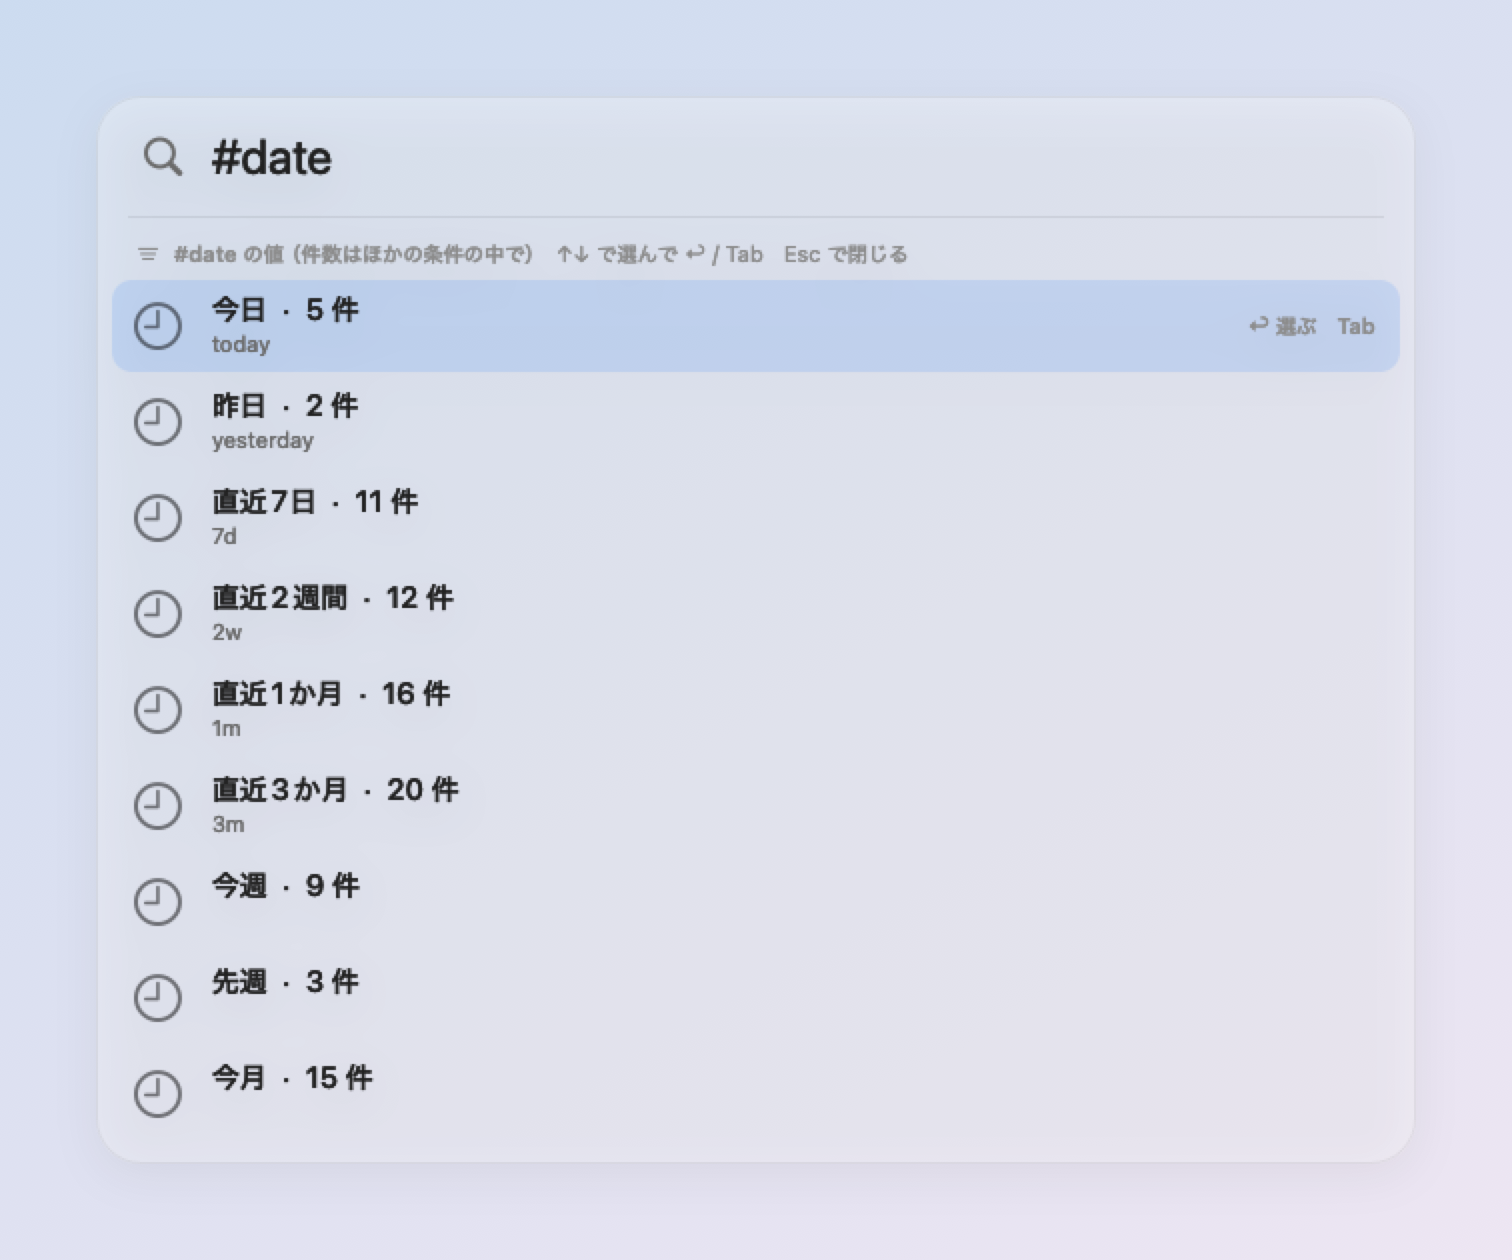 #date
#date の値（件数はほかの条件の中で） ↑↓ で選んで ↩ / Tab Esc で閉じる
今日 · 5 件
today
↩ 選ぶ Tab
昨日 · 2 件
yesterday
直近7日 · 11 件
7d
直近2週間 · 12 件
2w
直近1か月 · 16 件
1m
直近3か月 · 20 件
3m
今週 · 9 件
先週 · 3 件
今月 · 15 件